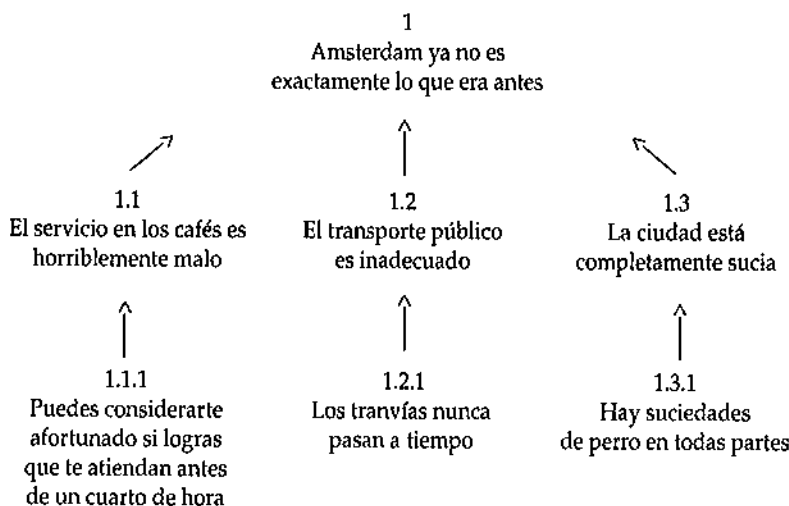 1
Amsterdam ya no es
exactamente lo que era antes
1.1
El servicio en los cafés es
horriblemente malo
1.2
El transporte público
es inadecuado
1.3
La ciudad está
completamente sucia
1.1.1
Puedes considerarte
afortunado si logras
que te atiendan antes
de un cuarto de hora
1.2.1
Los tranvías nunca
pasan a tiempo
1.3.1
Hay suciedades
de perro en todas partes